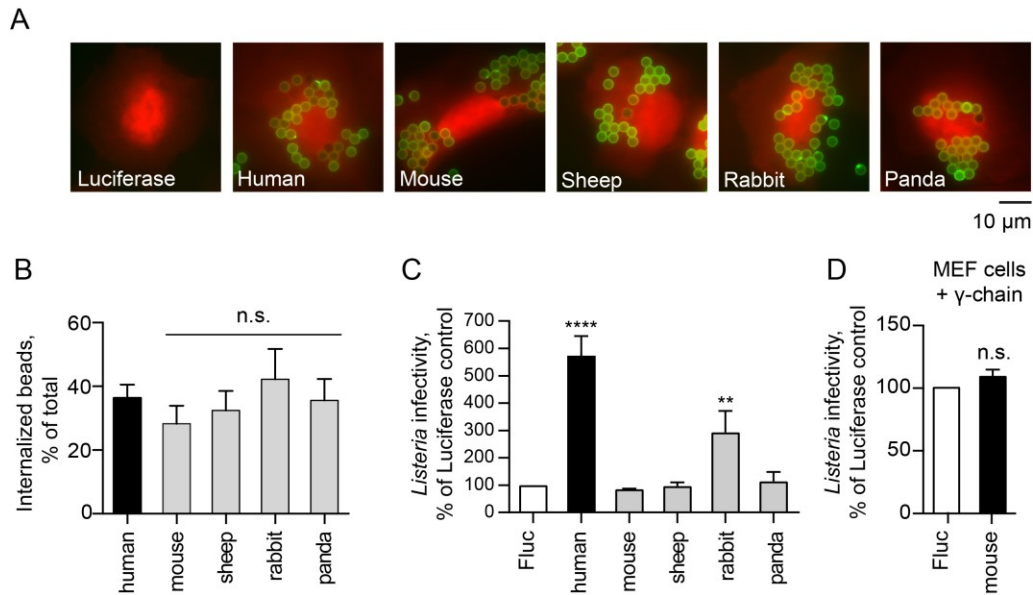 A
Luciferase
Human
Mouse
Sheep
Rabbit
Panda
10 µm
B
Internalized beads,
% of total
60
40
20
0
n.s.
human
mouse
sheep
rabbit
panda
C
Listeria infectivity,
% of Luciferase control
700
600
500
400
300
200
100
0
****
**
Fluc
human
mouse
sheep
rabbit
panda
D
MEF cells
+ γ-chain
Listeria infectivity,
% of Luciferase control
150
100
50
0
n.s.
Fluc
mouse